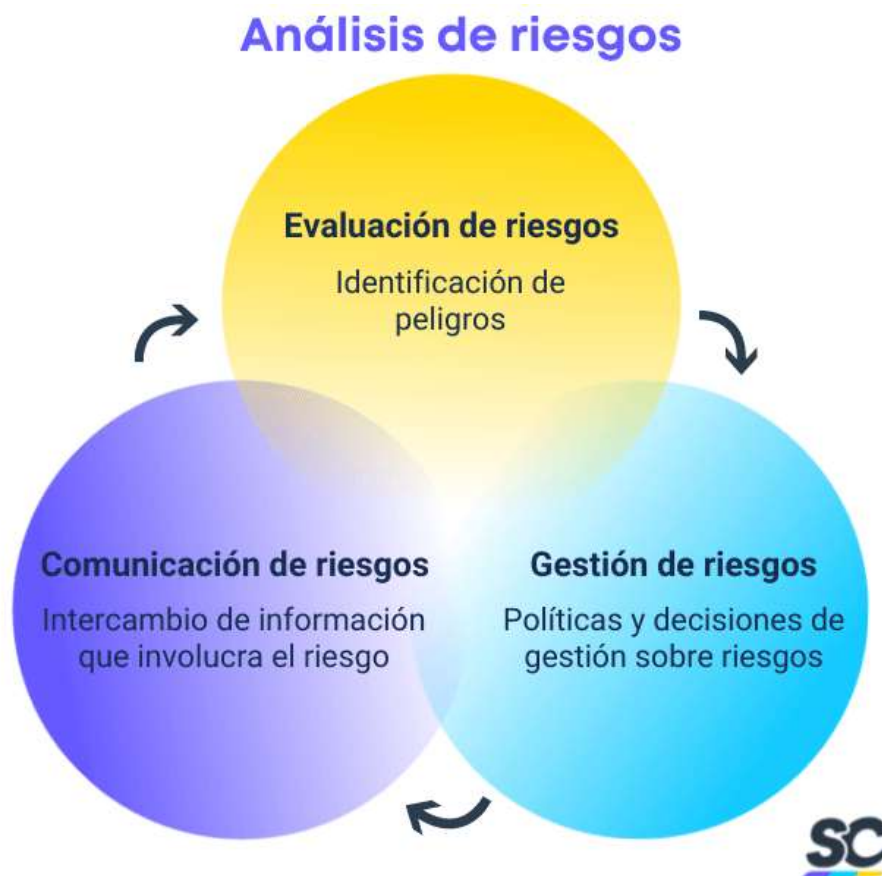 Análisis de riesgos
Evaluación de riesgos
Identificación de
peligros
Comunicación de riesgos
Intercambio de información
que involucra el riesgo
Gestión de riesgos
Políticas y decisiones de
gestión sobre riesgos
SC